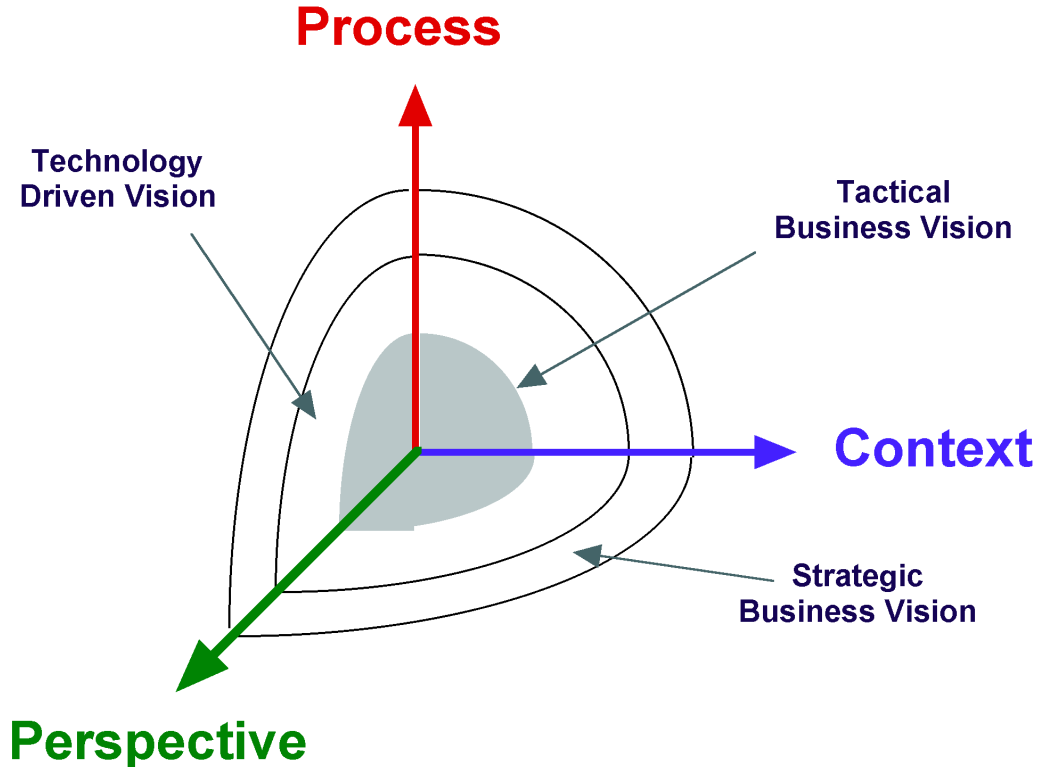 Process
Technology
Driven Vision
Tactical
Business Vision
Context
Strategic
Business Vision
Perspective